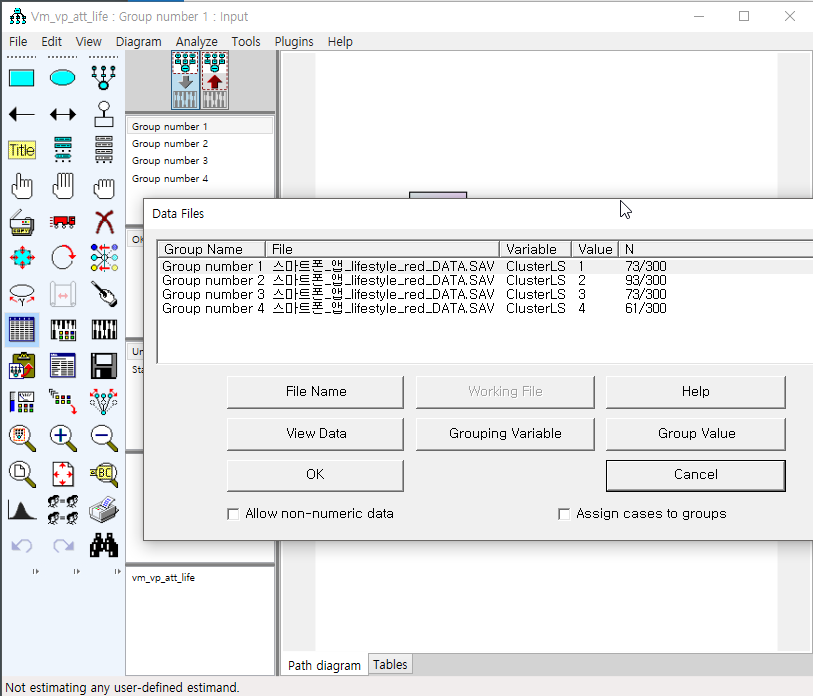 Vm_vp_att_life : Group number 1 : Input
File Edit View Diagram Analyze Tools Plugins Help
Title
Group number 1
Group number 2
Group number 3
Group number 4
Data Files
OK
Group Name File Variable Value N
Group number 1 스마트폰_앱_lifestyle_red_DATA.SAV ClusterLS 1 73/300
Group number 2 스마트폰_앱_lifestyle_red_DATA.SAV ClusterLS 2 93/300
Group number 3 스마트폰_앱_lifestyle_red_DATA.SAV ClusterLS 3 73/300
Group number 4 스마트폰_앱_lifestyle_red_DATA.SAV ClusterLS 4 61/300
Un
Sta
File Name Working File Help
View Data Grouping Variable Group Value
OK Cancel
Allow non-numeric data Assign cases to groups
vm_vp_att_life
Path diagram Tables
Not estimating any user-defined estimand.